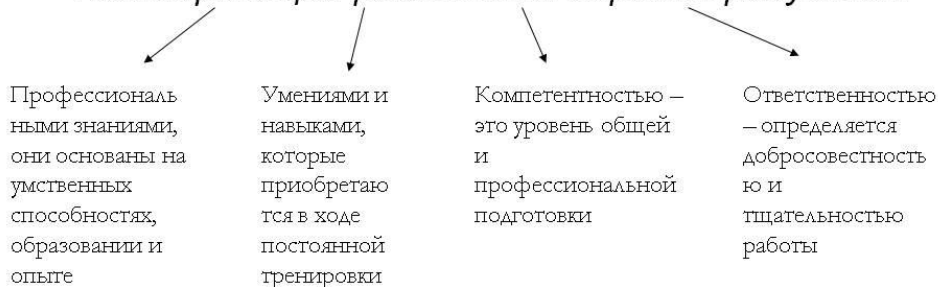 Профессиональ
ными знаниями,
они основаны на
умственных
способностях,
образовании и
опыте
Умениями и
навыками,
которые
приобретаю
тся в ходе
постоянной
тренировки
Компетентностью –
это уровень общей
и
профессиональной
подготовки
Ответственностью
– определяется
добросовестность
ю и
тщательностью
работы